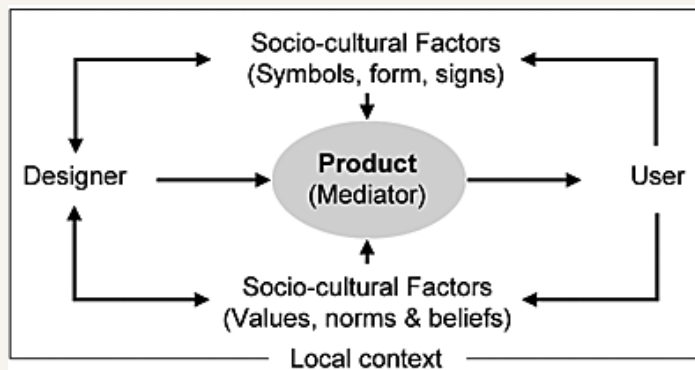 Socio-cultural Factors
(Symbols, form, signs)
Designer
Product
(Mediator)
User
Socio-cultural Factors
(Values, norms & beliefs)
Local context